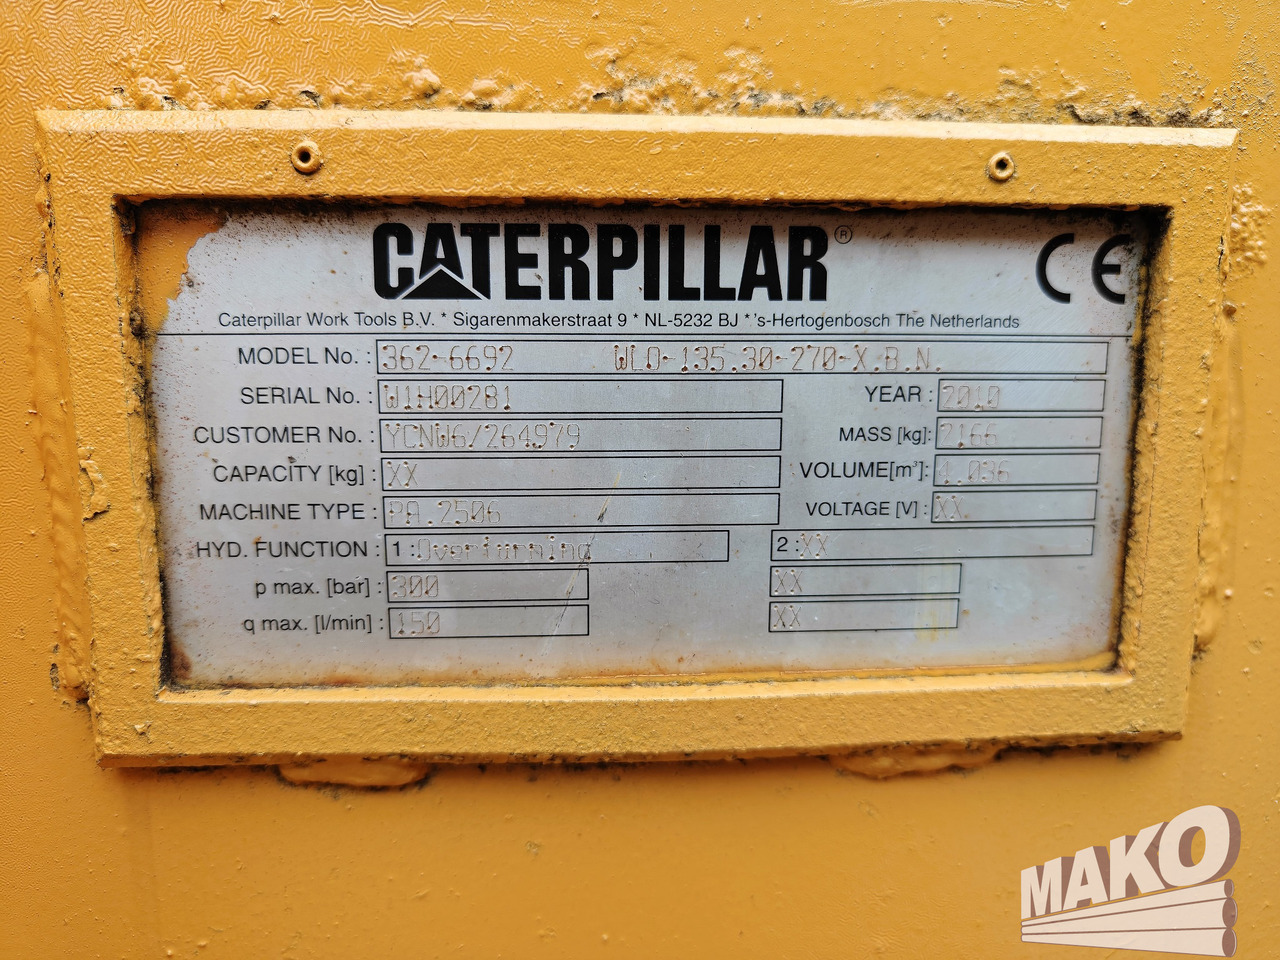 CATERPILLAR® CE
Caterpillar Work Tools B.V. * Sigarenmakerstraat 9 * NL-5232 BJ * 's-Hertogenbosch The Netherlands
MODEL No. : 362-6692 WLO-135.30-270-X.B.N.
SERIAL No. : W1H00281 YEAR : 2010
CUSTOMER No. : YCNW6/264979 MASS [kg]: 2166
CAPACITY [kg] : XX VOLUME[m³]: 4.036
MACHINE TYPE : PA.2506 VOLTAGE [V] : XX
HYD. FUNCTION : 1 : Overturning 2 : XX
p max. [bar] : 300 XX
q max. [l/min] : 150 XX
MAKO